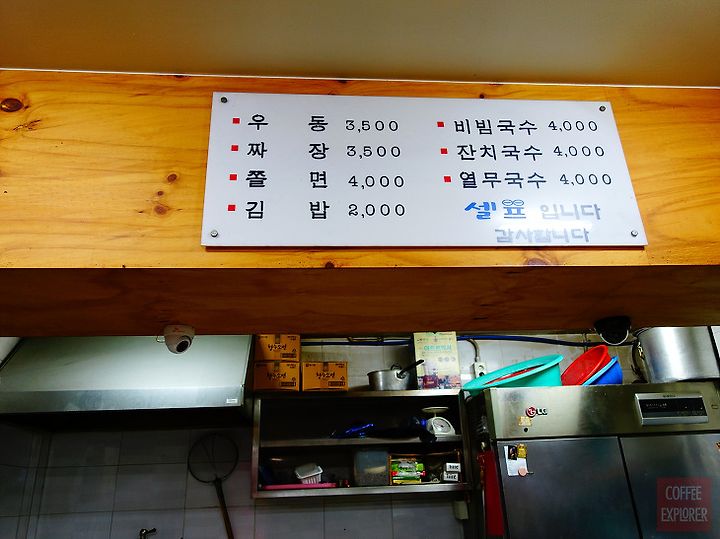 우 동 3,500
짜 장 3,500
쫄 면 4,000
김 밥 2,000
비빔국수 4,000
잔치국수 4,000
열무국수 4,000
셀프 입니다
감사합니다
LG
COFFEE
EXPLORER